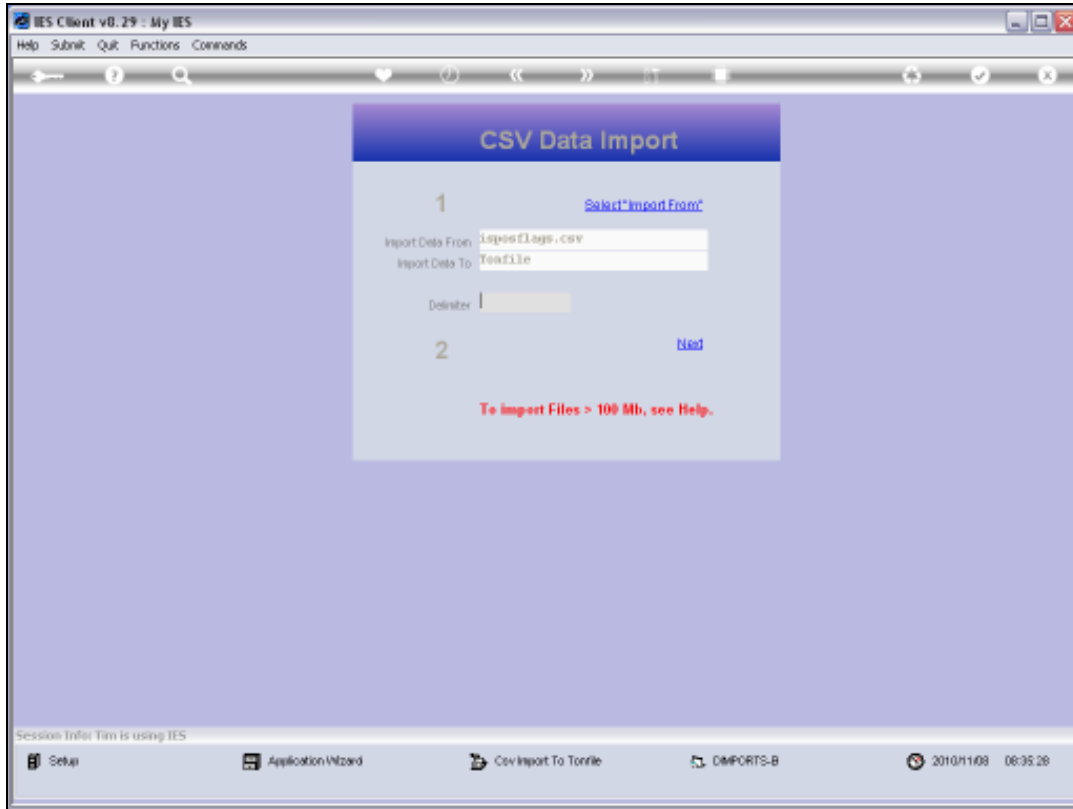 IES Client v8.29 : My IES
Help Submit Quit Functions Commands
CSV Data Import
1
Select "Import From"
Import Data From isposflags.csv
Import Data To Tonfile
Delimiter
2
Next
To import Files > 100 Mb, see Help.
Session Info: Tim is using IES
Setup Application Wizard Csv Import To Tonfile DIMPORTS-B 2010/11/08 08:35:28